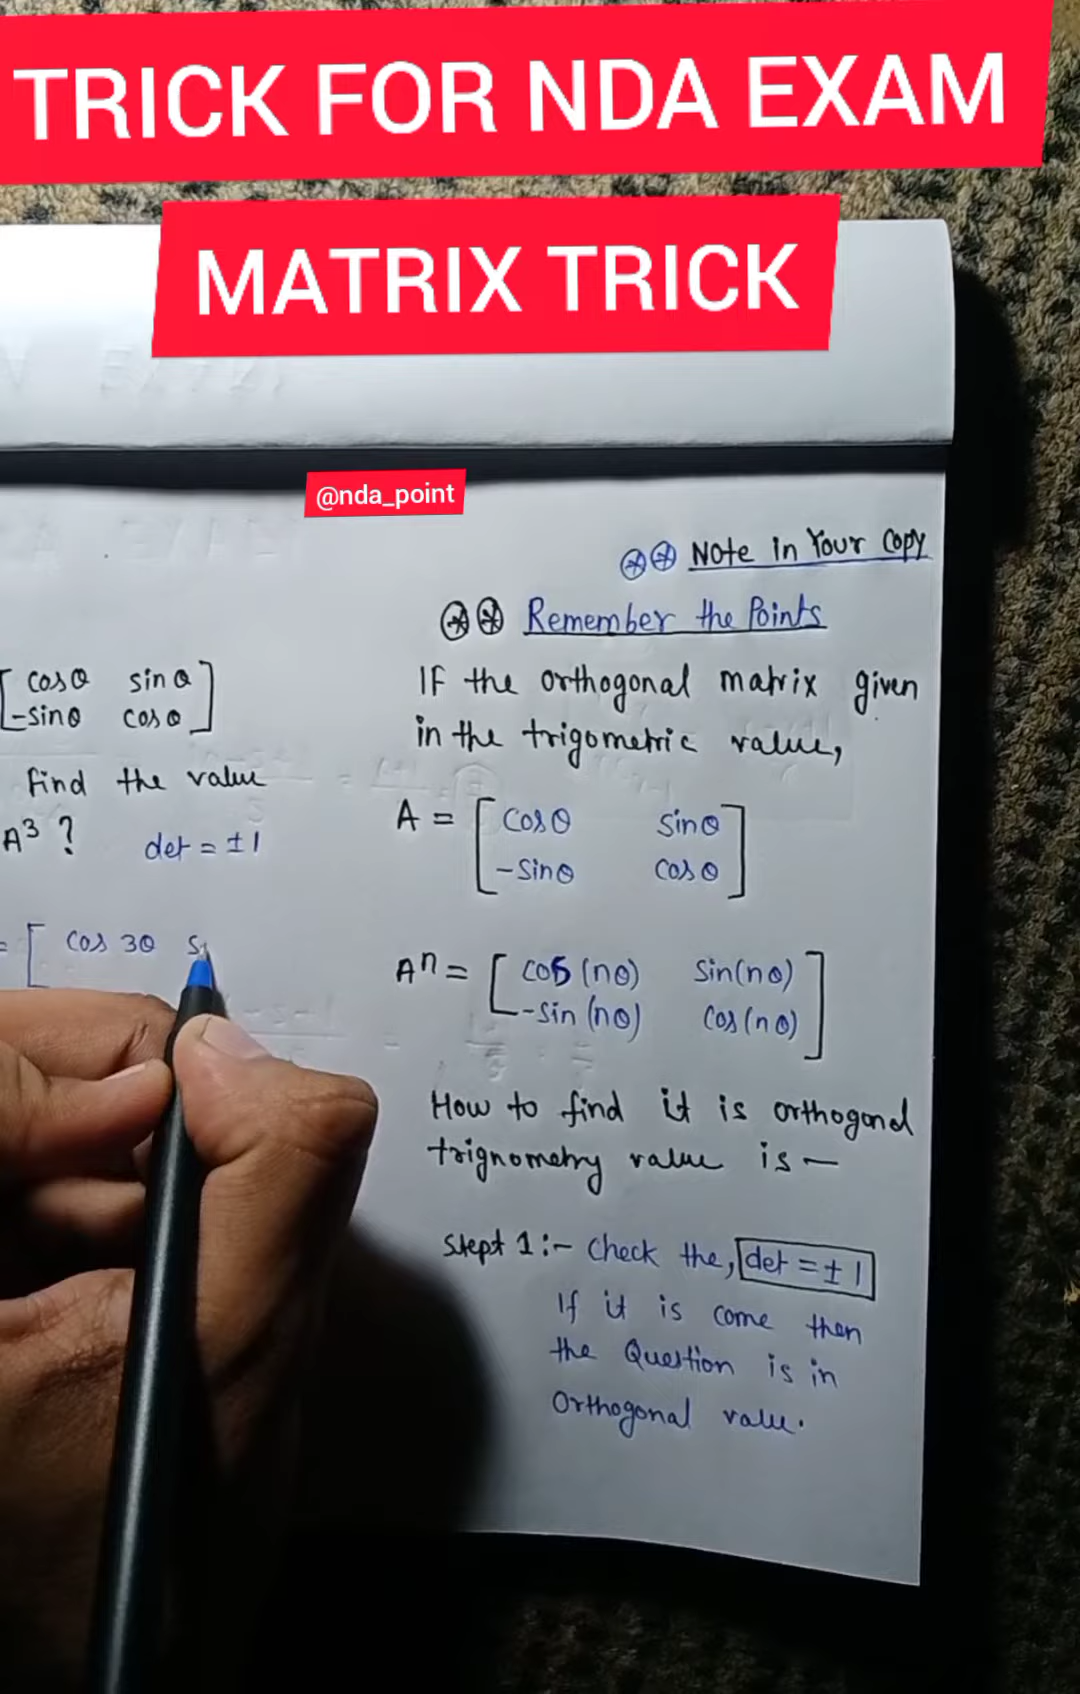 TRICK FOR NDA EXAM
MATRIX TRICK
@nda_point
Note in Your Copy
Remember the Points
IF the orthogonal matrix given
in the trigometric value,
A = [ cosθ sinθ
-sinθ cosθ ]
Aⁿ = [ cos (nθ) sin(nθ)
-sin (nθ) cos(nθ) ]
How to find it is orthogonal
trignometry value is —
Stept 1 :- Check the, det = ± 1
If it is come then
the Question is in
Orthogonal value.
[ cosθ sinθ
-sinθ cosθ ]
find the value
A³ ? det = ±1
= [ cos 3θ s